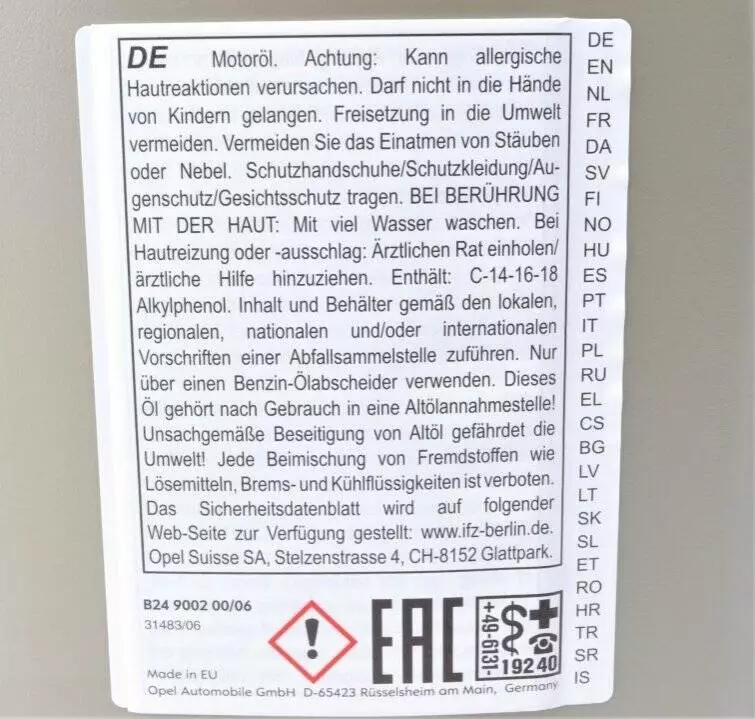 DE Motoröl. Achtung: Kann allergische
Hautreaktionen verursachen. Darf nicht in die Hände
von Kindern gelangen. Freisetzung in die Umwelt
vermeiden. Vermeiden Sie das Einatmen von Stäuben
oder Nebel. Schutzhandschuhe/Schutzkleidung/Au-
genschutz/Gesichtsschutz tragen. BEI BERÜHRUNG
MIT DER HAUT: Mit viel Wasser waschen. Bei
Hautreizung oder -ausschlag: Ärztlichen Rat einholen/
ärztliche Hilfe hinzuziehen. Enthält: C-14-16-18
Alkylphenol. Inhalt und Behälter gemäß den lokalen,
regionalen, nationalen und/oder internationalen
Vorschriften einer Abfallsammelstelle zuführen. Nur
über einen Benzin-Ölabscheider verwenden. Dieses
Öl gehört nach Gebrauch in eine Altölannahmestelle!
Unsachgemäße Beseitigung von Altöl gefährdet die
Umwelt! Jede Beimischung von Fremdstoffen wie
Lösemitteln, Brems- und Kühlflüssigkeiten ist verboten.
Das Sicherheitsdatenblatt wird auf folgender
Web-Seite zur Verfügung gestellt: www.ifz-berlin.de.
Opel Suisse SA, Stelzenstrasse 4, CH-8152 Glattpark.
B24 9002 00/06
31483/06
Made in EU
Opel Automobile GmbH D-65423 Rüsselsheim am Main, Germany
!
EAC
+49-6131-
19240
DE
EN
NL
FR
DA
SV
FI
NO
HU
ES
PT
IT
PL
RU
EL
CS
BG
LV
LT
SK
SL
ET
RO
HR
TR
SR
IS